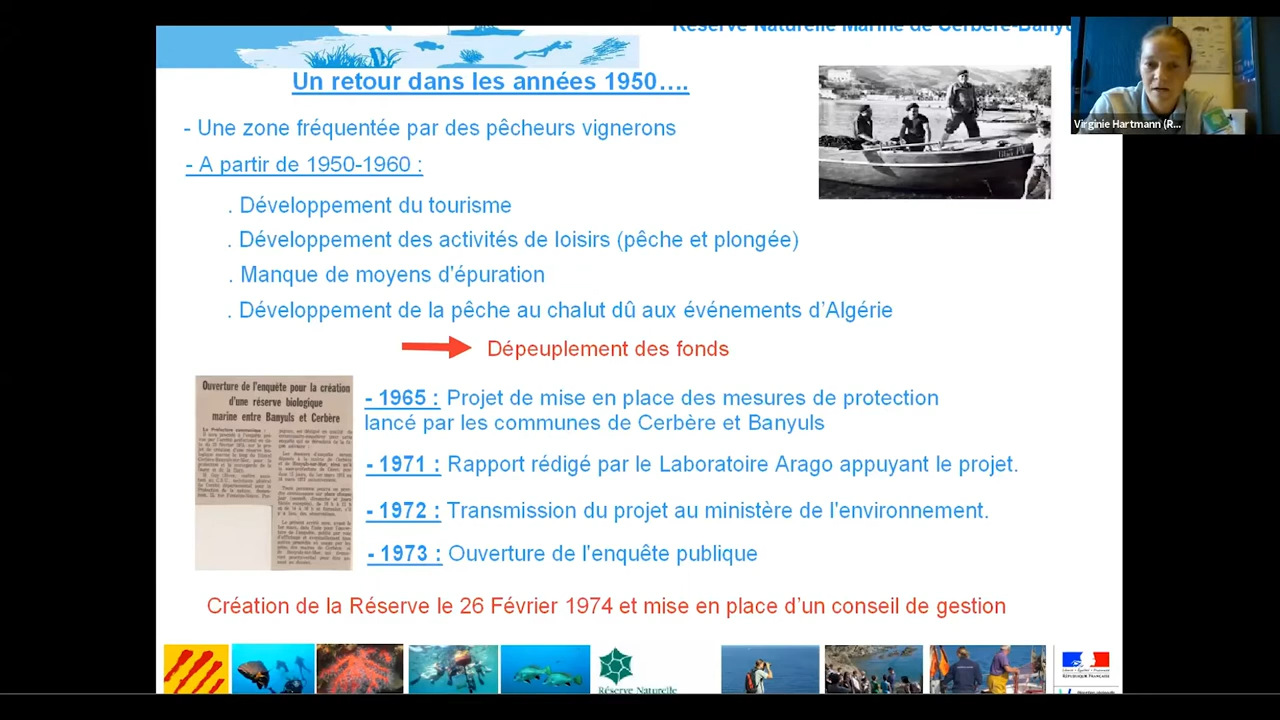 Réserve Naturelle Marine de Cerbère-Banyu
Virginie Hartmann (R...
Un retour dans les années 1950….
- Une zone fréquentée par des pêcheurs vignerons
- A partir de 1950-1960 :
. Développement du tourisme
. Développement des activités de loisirs (pêche et plongée)
. Manque de moyens d'épuration
. Développement de la pêche au chalut dû aux événements d'Algérie
Dépeuplement des fonds
Ouverture de l'enquête pour la création
d'une réserve biologique
marine entre Banyuls et Cerbère
- 1965 : Projet de mise en place des mesures de protection
lancé par les communes de Cerbère et Banyuls
- 1971 : Rapport rédigé par le Laboratoire Arago appuyant le projet.
- 1972 : Transmission du projet au ministère de l'environnement.
- 1973 : Ouverture de l'enquête publique
Création de la Réserve le 26 Février 1974 et mise en place d'un conseil de gestion
Réserve Naturelle
RÉPUBLIQUE FRANÇAISE